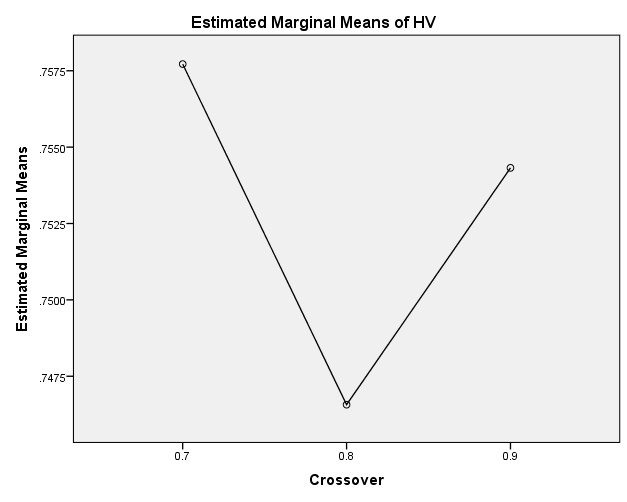 Estimated Marginal Means of HV
Estimated Marginal Means
.7575
.7550
.7525
.7500
.7475
0.7
0.8
0.9
Crossover